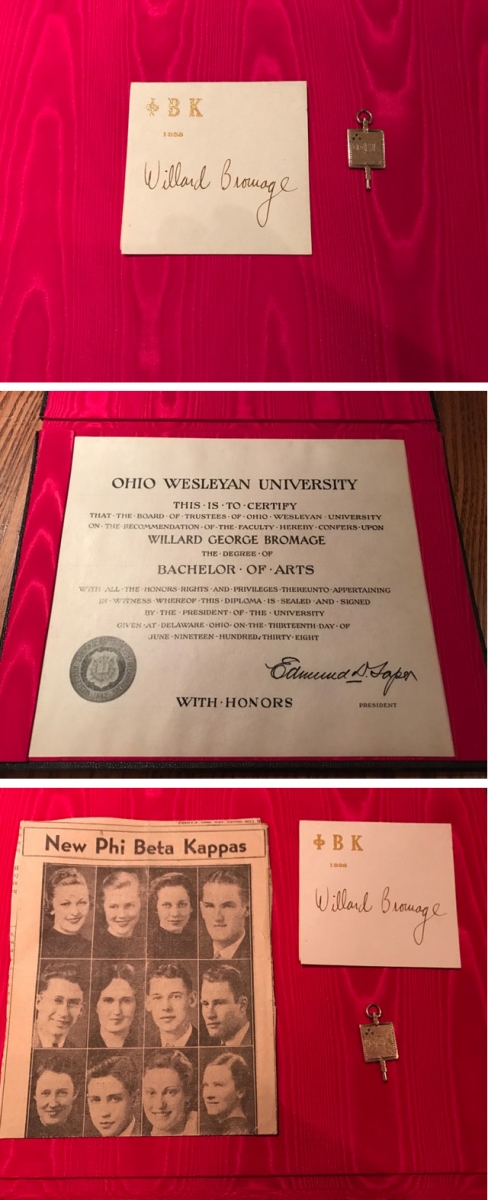 ΦBK
1938
Willard Bromage
OHIO WESLEYAN UNIVERSITY
THIS·IS·TO·CERTIFY
THAT·THE·BOARD·OF·TRUSTEES·OF·OHIO·WESLEYAN·UNIVERSITY
ON·THE·RECOMMENDATION·OF·THE·FACULTY·HEREBY·CONFERS·UPON
WILLARD GEORGE BROMAGE
THE·DEGREE·OF
BACHELOR·OF·ARTS
WITH·ALL·THE·HONORS·RIGHTS·AND·PRIVILEGES·THEREUNTO·APPERTAINING
IN·WITNESS·WHEREOF·THIS·DIPLOMA·IS·SEALED·AND·SIGNED
BY·THE·PRESIDENT·OF·THE·UNIVERSITY
GIVEN·AT·DELAWARE·OHIO·ON·THE·THIRTEENTH·DAY·OF
JUNE·NINETEEN·HUNDRED·THIRTY·EIGHT
Edmund D. Soper
WITH·HONORS
PRESIDENT
New Phi Beta Kappas
ΦBK
1938
Willard Bromage